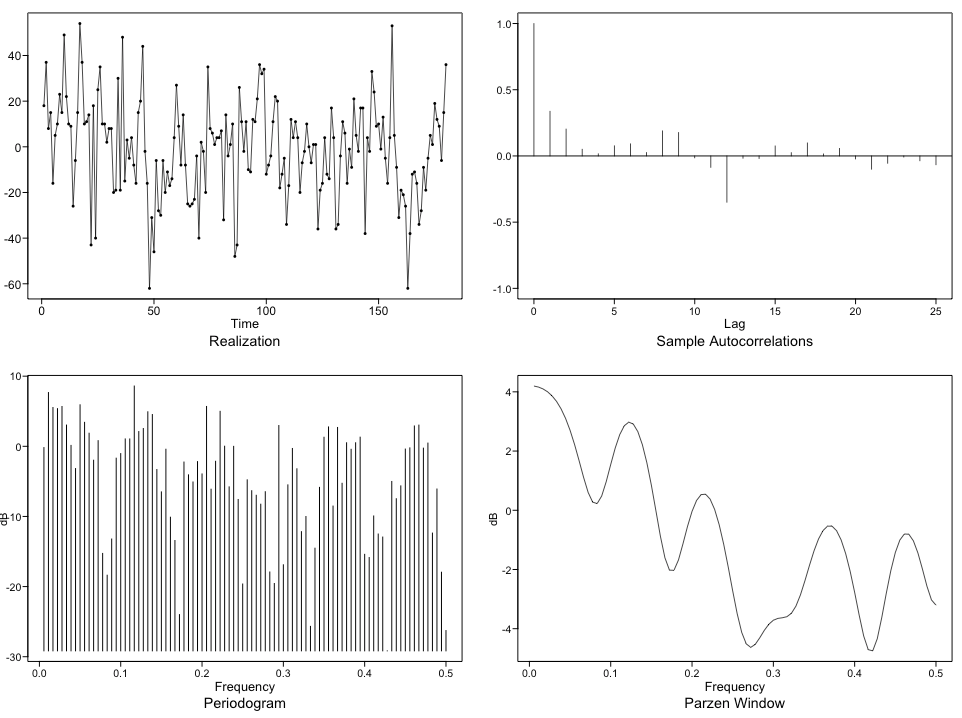 40
20
0
-20
-40
-60
0 50 100 150
Time
Realization
1.0
0.5
0.0
-0.5
-1.0
0 5 10 15 20 25
Lag
Sample Autocorrelations
10
0
-10
-20
-30
dB
0.0 0.1 0.2 0.3 0.4 0.5
Frequency
Periodogram
4
2
0
-2
-4
dB
0.0 0.1 0.2 0.3 0.4 0.5
Frequency
Parzen Window